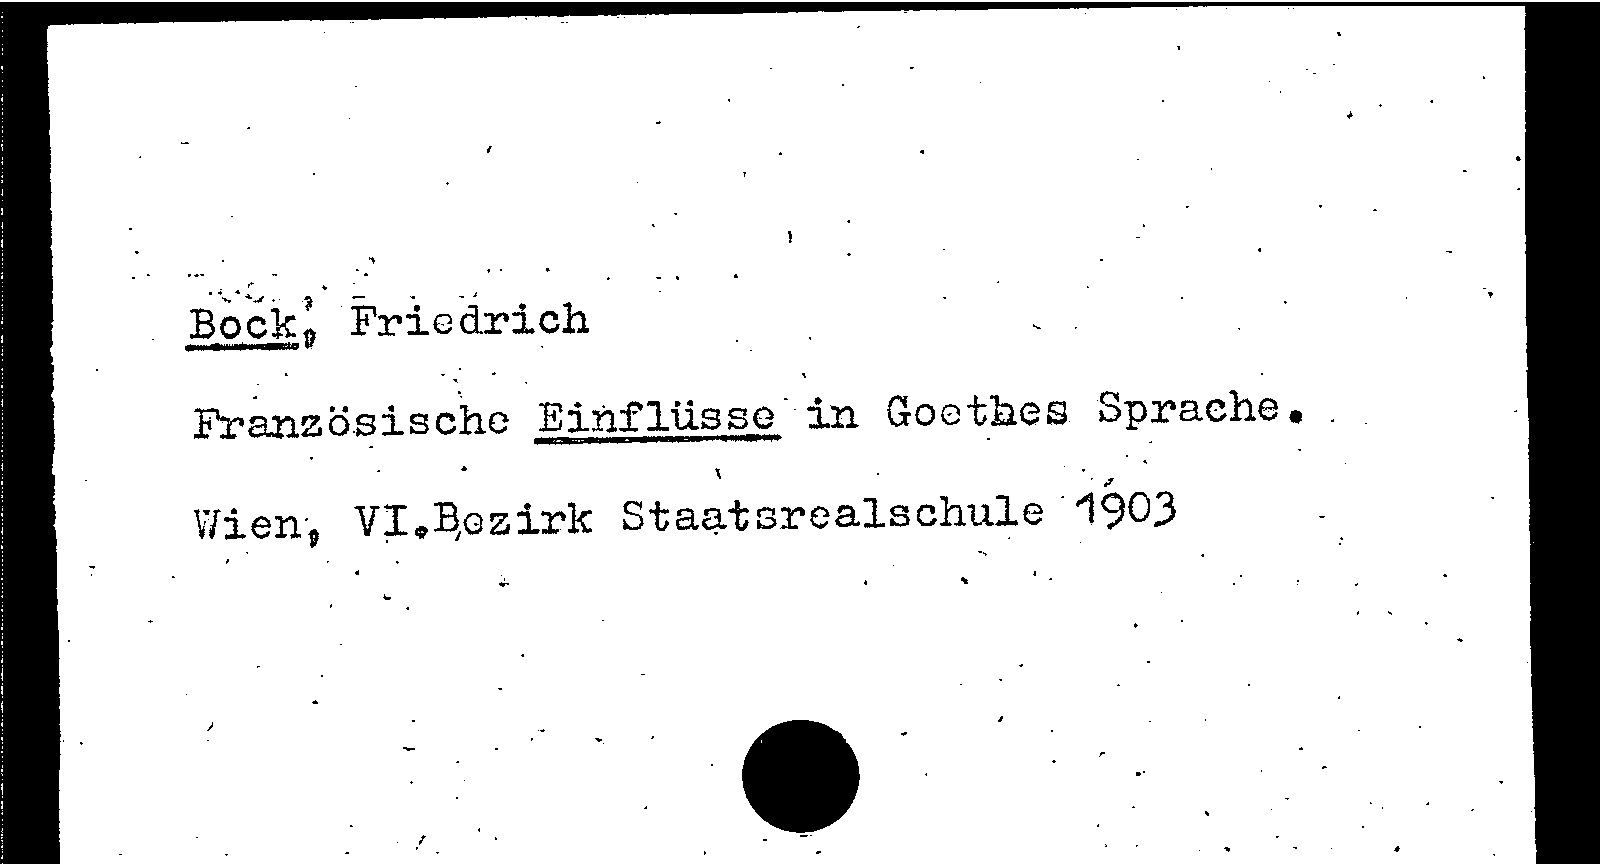 Bock, Friedrich
Französische Einflüsse in Goethes Sprache.
Wien, VI.Bezirk Staatsrealschule 1903